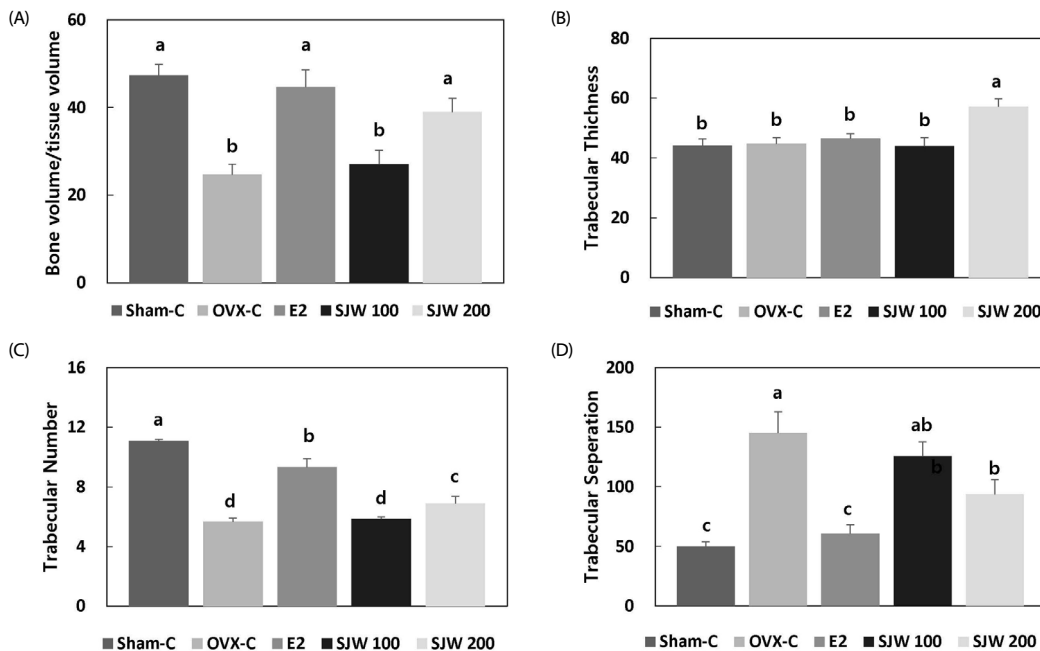 (A)
Bone volume/tissue volume
60
40
20
0
a
b
a
b
a
Sham-C OVX-C E2 SJW 100 SJW 200
(B)
Trabecular Thichness
80
60
40
20
0
b
b
b
b
a
Sham-C OVX-C E2 SJW 100 SJW 200
(C)
Trabecular Number
16
12
8
4
0
a
d
b
d
c
Sham-C OVX-C E2 SJW 100 SJW 200
(D)
Trabecular Seperation
200
150
100
50
0
c
a
c
ab
b
b
Sham-C OVX-C E2 SJW 100 SJW 200